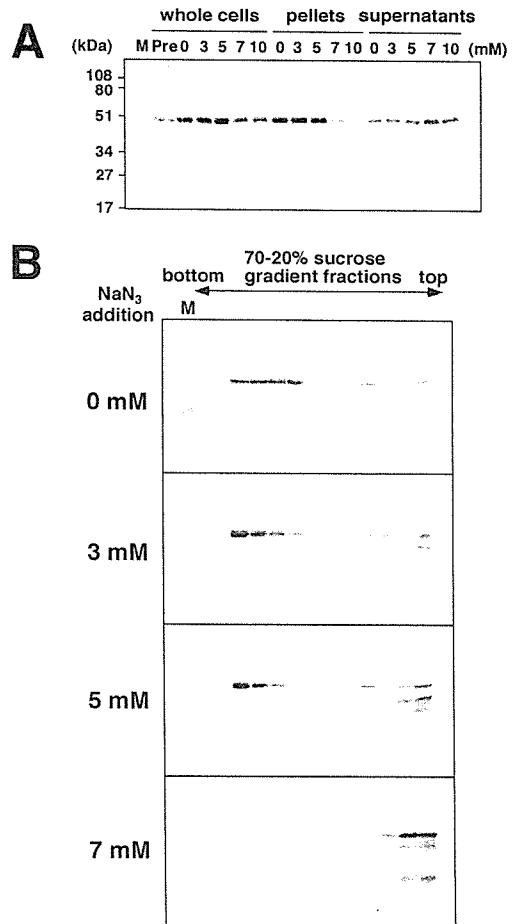 A
whole cells pellets supernatants
(kDa) M Pre 0 3 5 7 10 0 3 5 7 10 0 3 5 7 10 (mM)
108
80
51
34
27
17
B
70-20% sucrose
bottom gradient fractions top
NaN3
addition
M
0 mM
3 mM
5 mM
7 mM